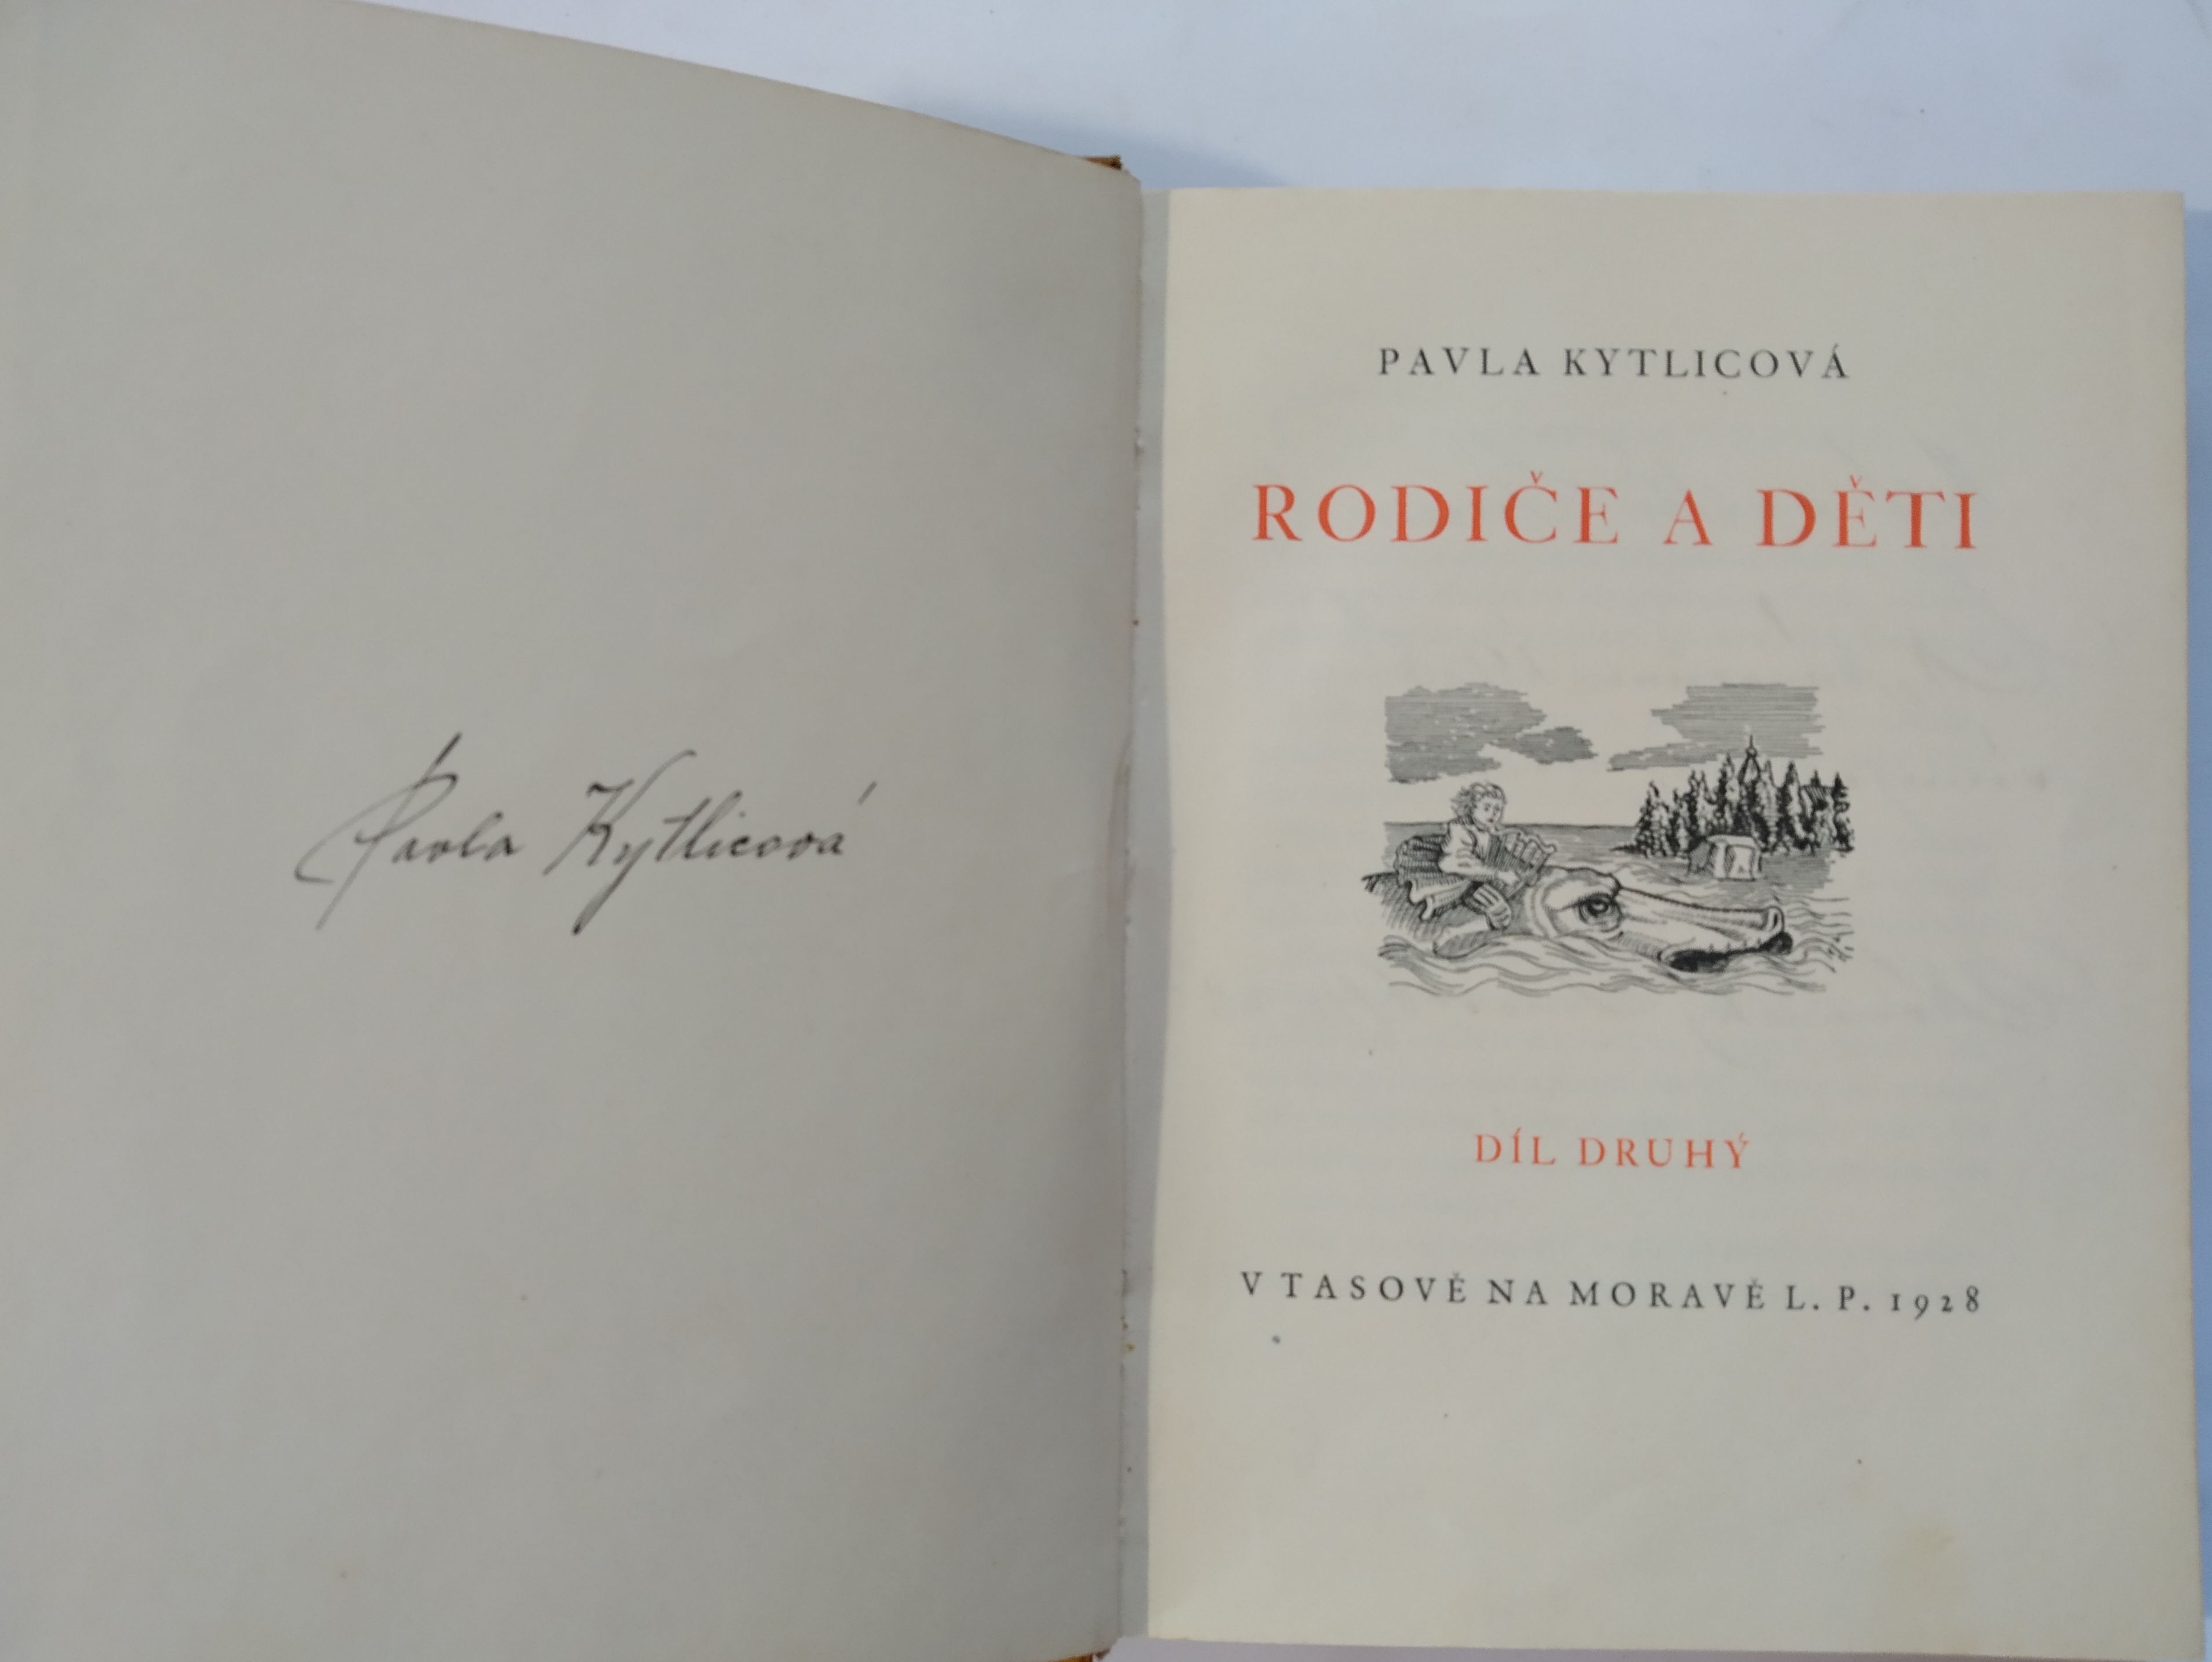 Pavla Kytlicová
PAVLA KYTLICOVÁ
RODIČE A DĚTI
DÍL DRUHÝ
V TASOVĚ NA MORAVĚ L. P. 1928